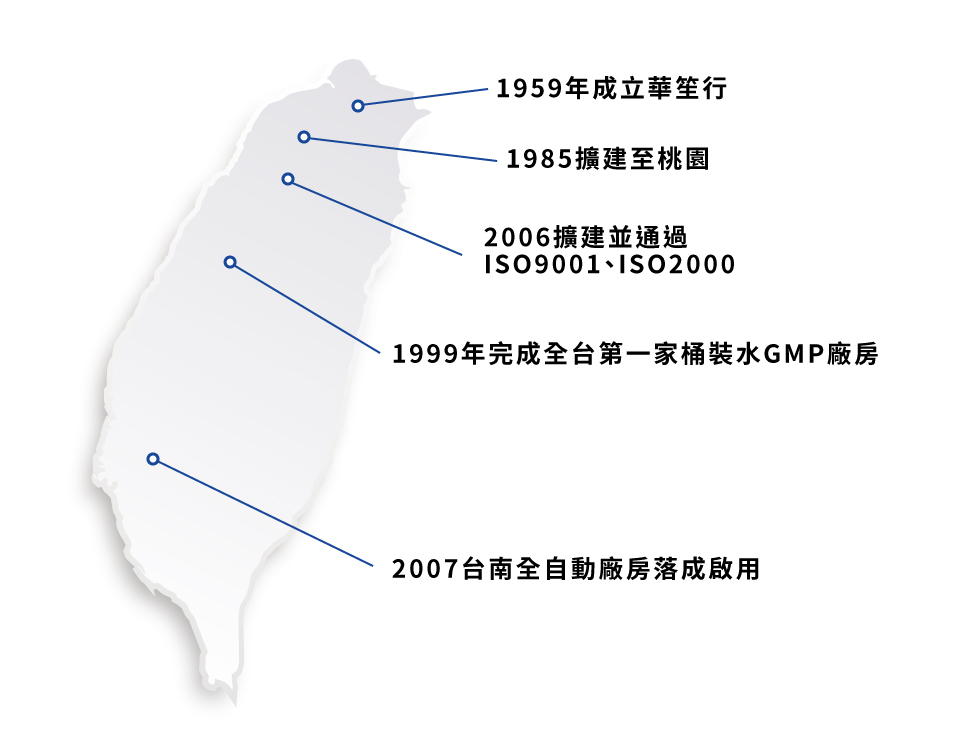 1959年成立華笙行
1985擴建至桃園
2006擴建並通過
ISO9001、ISO2000
1999年完成全台第一家桶裝水GMP廠房
2007台南全自動廠房落成啟用